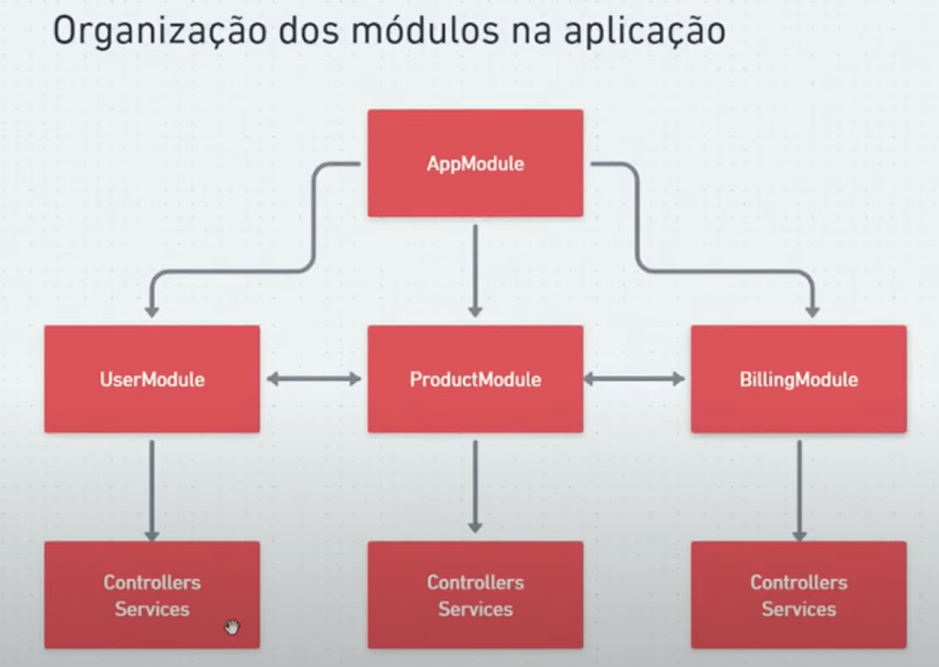 Organização dos módulos na aplicação
AppModule
UserModule
ProductModule
BillingModule
Controllers
Services
Controllers
Services
Controllers
Services